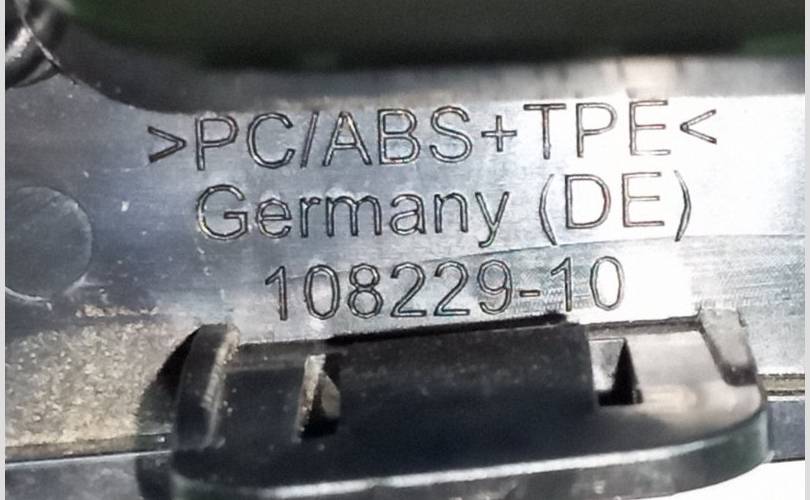 >PC/ABS+TPE<
Germany (DE)
108229-10